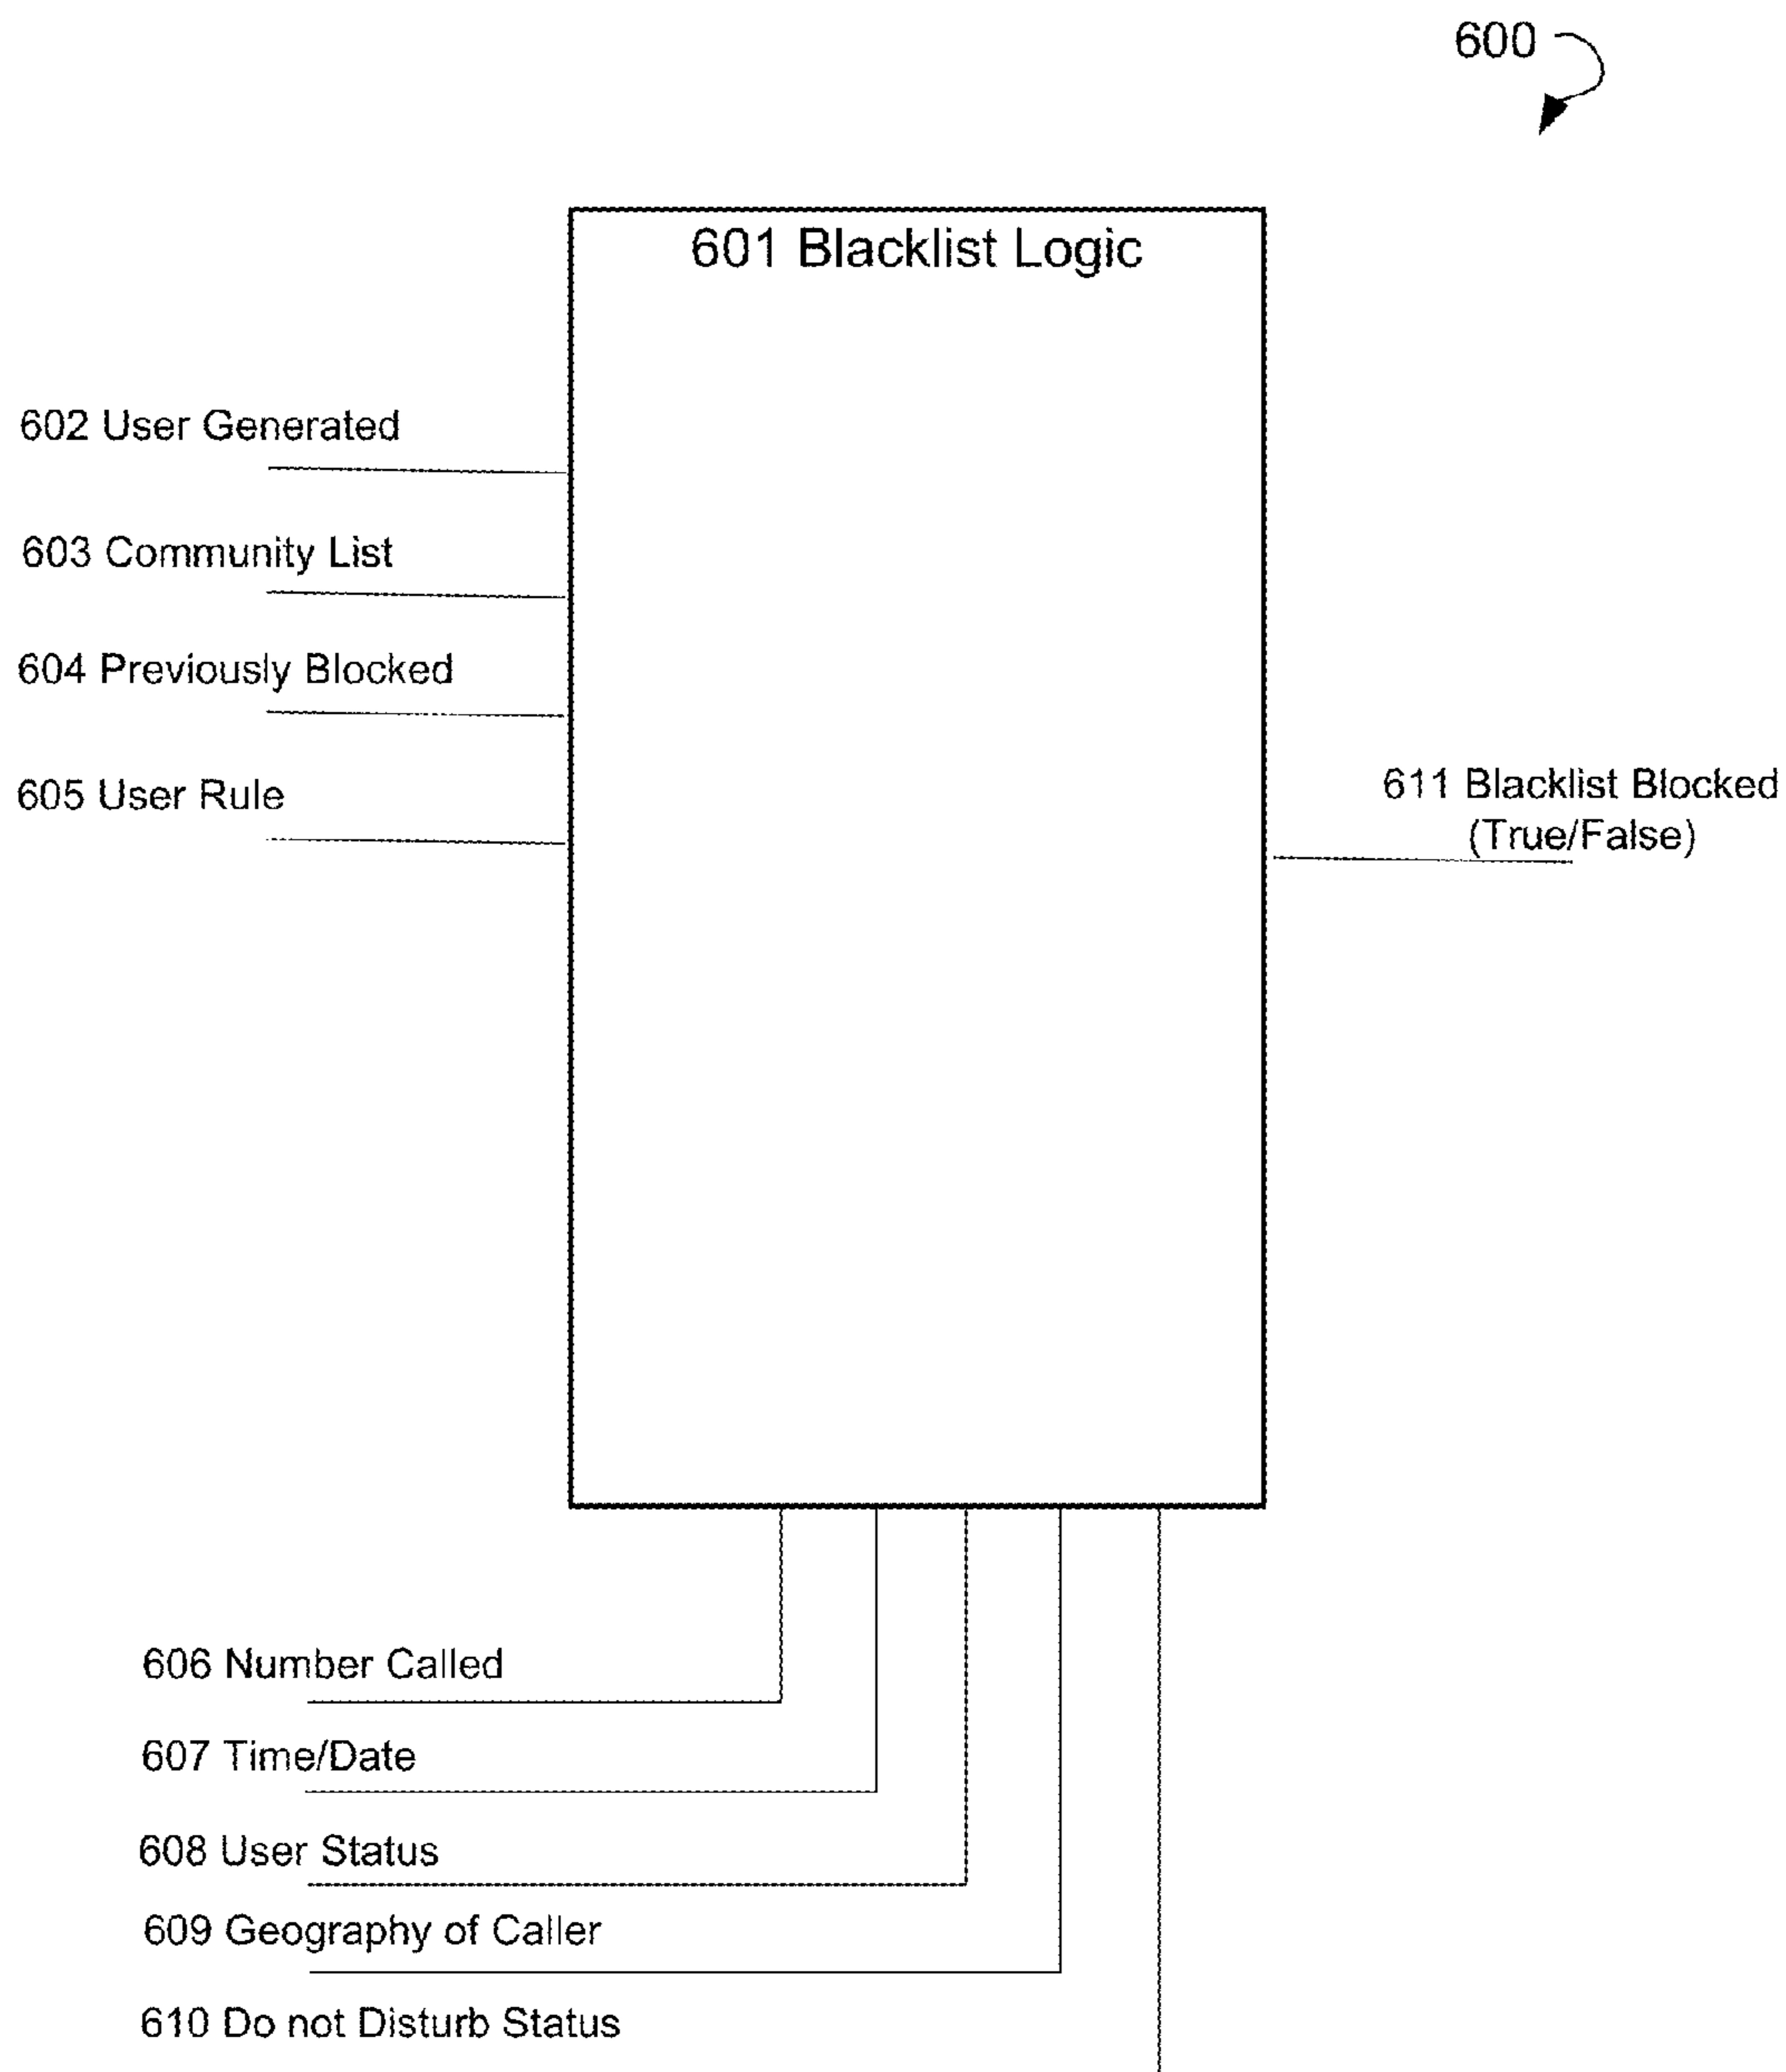 600
601 Blacklist Logic
602 User Generated
603 Community List
604 Previously Blocked
605 User Rule
611 Blacklist Blocked
(True/False)
606 Number Called
607 Time/Date
608 User Status
609 Geography of Caller
610 Do not Disturb Status